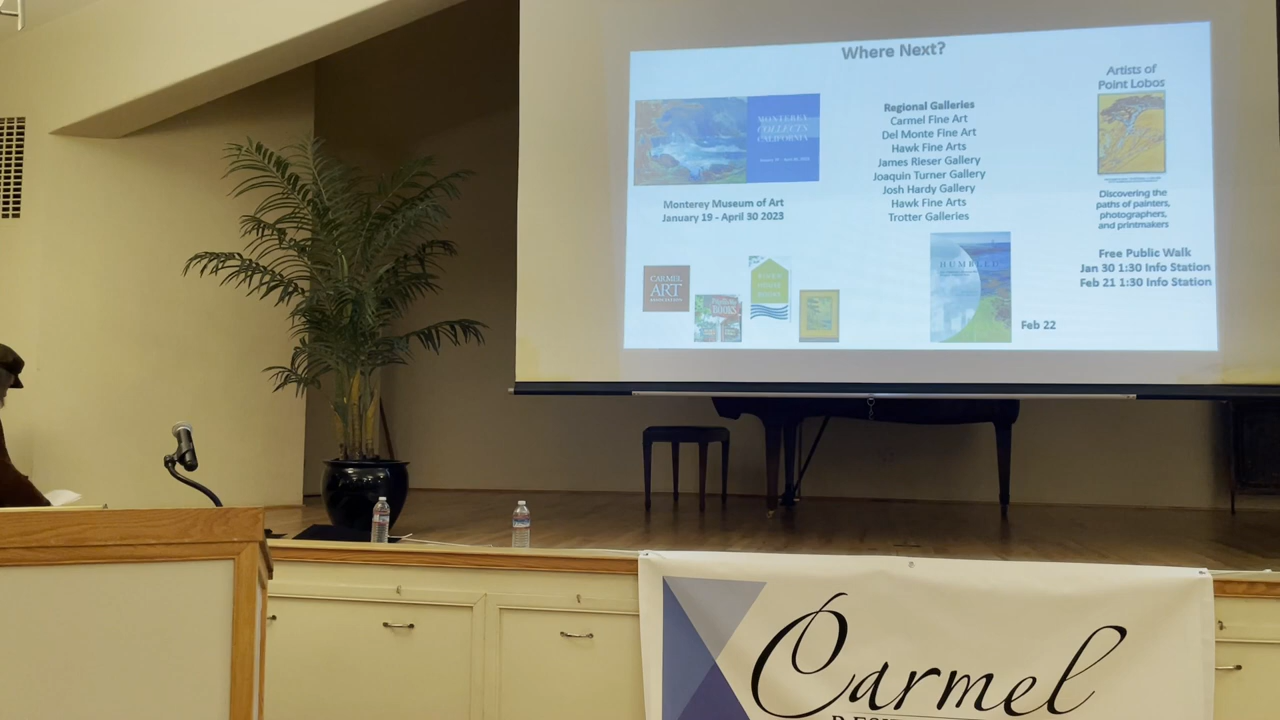 Where Next?
MONTEREY
COLLECTS
CALIFORNIA
Monterey Museum of Art
January 19 - April 30 2023
Regional Galleries
Carmel Fine Art
Del Monte Fine Art
Hawk Fine Arts
James Rieser Gallery
Joaquin Turner Gallery
Josh Hardy Gallery
Hawk Fine Arts
Trotter Galleries
Artists of
Point Lobos
Discovering the
paths of painters,
photographers,
and printmakers
Free Public Walk
Jan 30 1:30 Info Station
Feb 21 1:30 Info Station
CARMEL
ART
ASSOCIATION
BOOKS
HUMBLED
Feb 22
Carmel